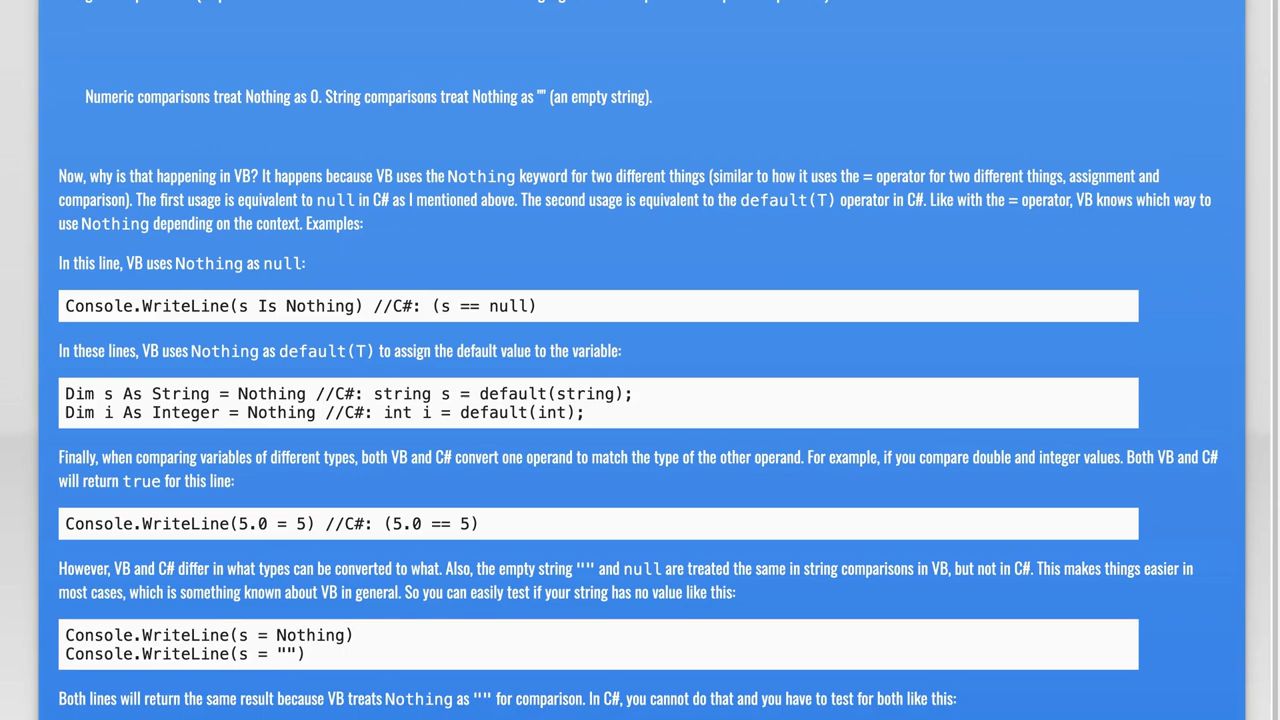 Numeric comparisons treat Nothing as 0. String comparisons treat Nothing as "" (an empty string).
Now, why is that happening in VB? It happens because VB uses the Nothing keyword for two different things (similar to how it uses the = operator for two different things, assignment and
comparison). The first usage is equivalent to null in C# as I mentioned above. The second usage is equivalent to the default(T) operator in C#. Like with the = operator, VB knows which way to
use Nothing depending on the context. Examples:
In this line, VB uses Nothing as null:
Console.WriteLine(s Is Nothing) //C#: (s == null)
In these lines, VB uses Nothing as default(T) to assign the default value to the variable:
Dim s As String = Nothing //C#: string s = default(string);
Dim i As Integer = Nothing //C#: int i = default(int);
Finally, when comparing variables of different types, both VB and C# convert one operand to match the type of the other operand. For example, if you compare double and integer values. Both VB and C#
will return true for this line:
Console.WriteLine(5.0 = 5) //C#: (5.0 == 5)
However, VB and C# differ in what types can be converted to what. Also, the empty string "" and null are treated the same in string comparisons in VB, but not in C#. This makes things easier in
most cases, which is something known about VB in general. So you can easily test if your string has no value like this:
Console.WriteLine(s = Nothing)
Console.WriteLine(s = "")
Both lines will return the same result because VB treats Nothing as "" for comparison. In C#, you cannot do that and you have to test for both like this: